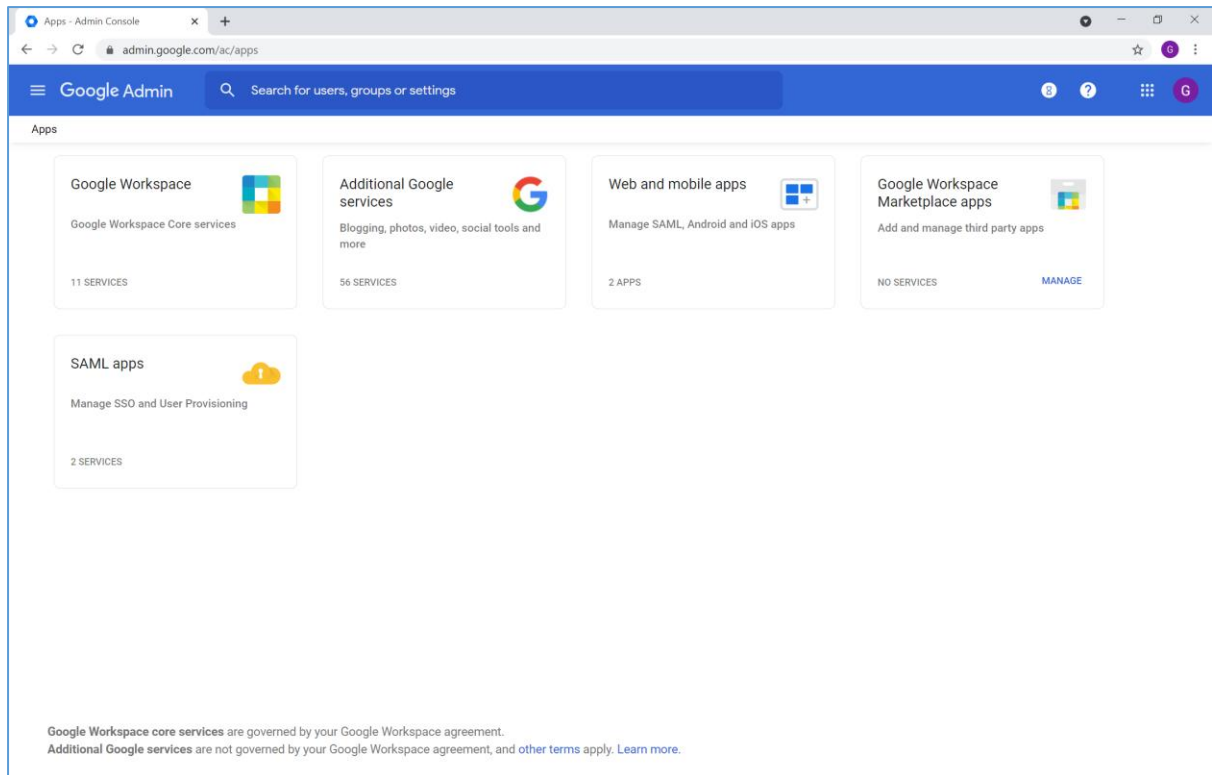 Apps - Admin Console
admin.google.com/ac/apps
G
Google Admin
Search for users, groups or settings
8
?
G
Apps
Google Workspace
Google Workspace Core services
11 SERVICES
Additional Google
services
Blogging, photos, video, social tools and
more
56 SERVICES
Web and mobile apps
Manage SAML, Android and iOS apps
2 APPS
Google Workspace
Marketplace apps
Add and manage third party apps
NO SERVICES
MANAGE
SAML apps
Manage SSO and User Provisioning
2 SERVICES
Google Workspace core services are governed by your Google Workspace agreement.
Additional Google services are not governed by your Google Workspace agreement, and other terms apply. Learn more.